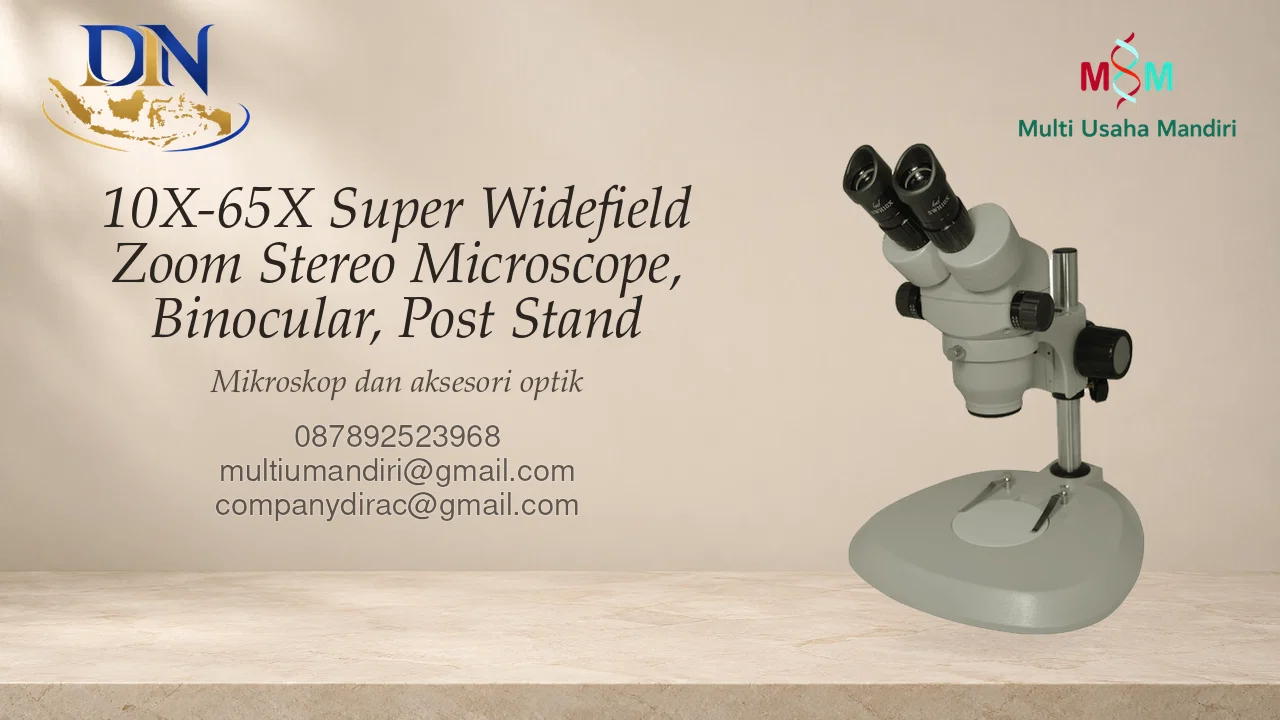 DIN
M M
Multi Usaha Mandiri
10X-65X Super Widefield
Zoom Stereo Microscope,
Binocular, Post Stand
Mikroskop dan aksesori optik
087892523968
multiumandiri@gmail.com
companydirac@gmail.com